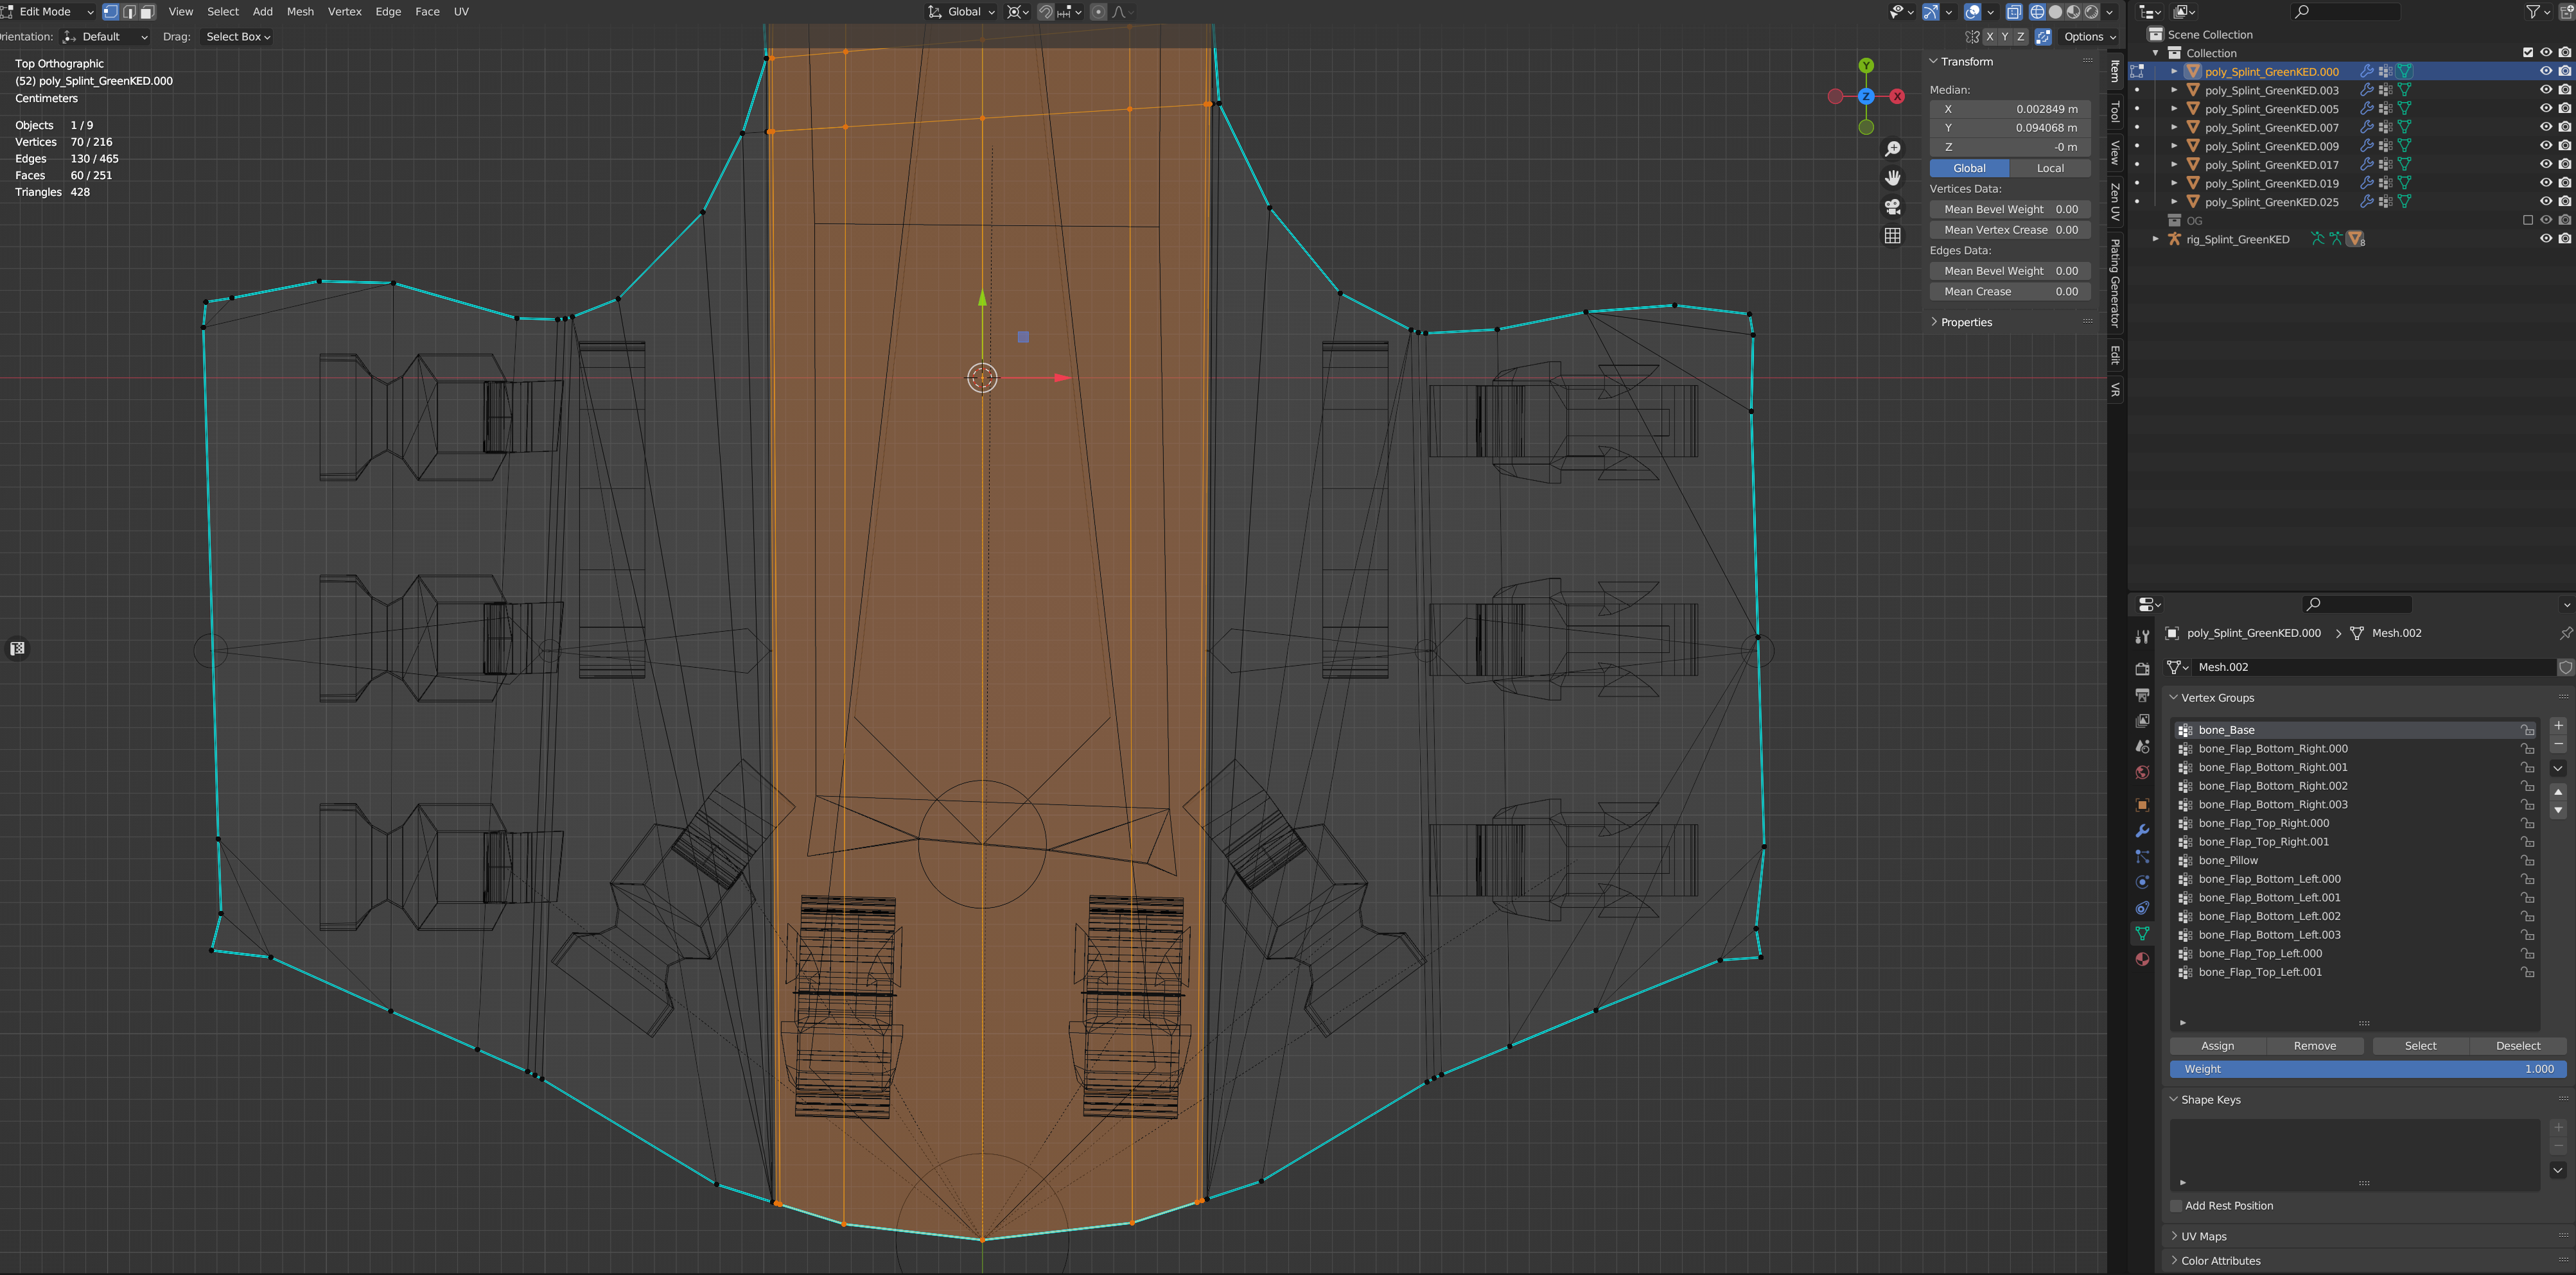 Edit Mode View Select Add Mesh Vertex Edge Face UV Global
rientation: Default Drag: Select Box X Y Z Options
Top Orthographic
(52) poly_Splint_GreenKED.000
Centimeters
Objects 1 / 9
Vertices 70 / 216
Edges 130 / 465
Faces 60 / 251
Triangles 428
Y
Z X
Transform
Median:
X 0.002849 m
Y 0.094068 m
Z -0 m
Global Local
Vertices Data:
Mean Bevel Weight 0.00
Mean Vertex Crease 0.00
Edges Data:
Mean Bevel Weight 0.00
Mean Crease 0.00
Properties
Item
Tool
View
Zen UV
Plating Generator
Edit
VR
Scene Collection
Collection
poly_Splint_GreenKED.000
poly_Splint_GreenKED.003
poly_Splint_GreenKED.005
poly_Splint_GreenKED.007
poly_Splint_GreenKED.009
poly_Splint_GreenKED.017
poly_Splint_GreenKED.019
poly_Splint_GreenKED.025
OG
rig_Splint_GreenKED 8
poly_Splint_GreenKED.000 > Mesh.002
Mesh.002
Vertex Groups
bone_Base
bone_Flap_Bottom_Right.000
bone_Flap_Bottom_Right.001
bone_Flap_Bottom_Right.002
bone_Flap_Bottom_Right.003
bone_Flap_Top_Right.000
bone_Flap_Top_Right.001
bone_Pillow
bone_Flap_Bottom_Left.000
bone_Flap_Bottom_Left.001
bone_Flap_Bottom_Left.002
bone_Flap_Bottom_Left.003
bone_Flap_Top_Left.000
bone_Flap_Top_Left.001
Assign Remove Select Deselect
Weight 1.000
Shape Keys
Add Rest Position
UV Maps
Color Attributes